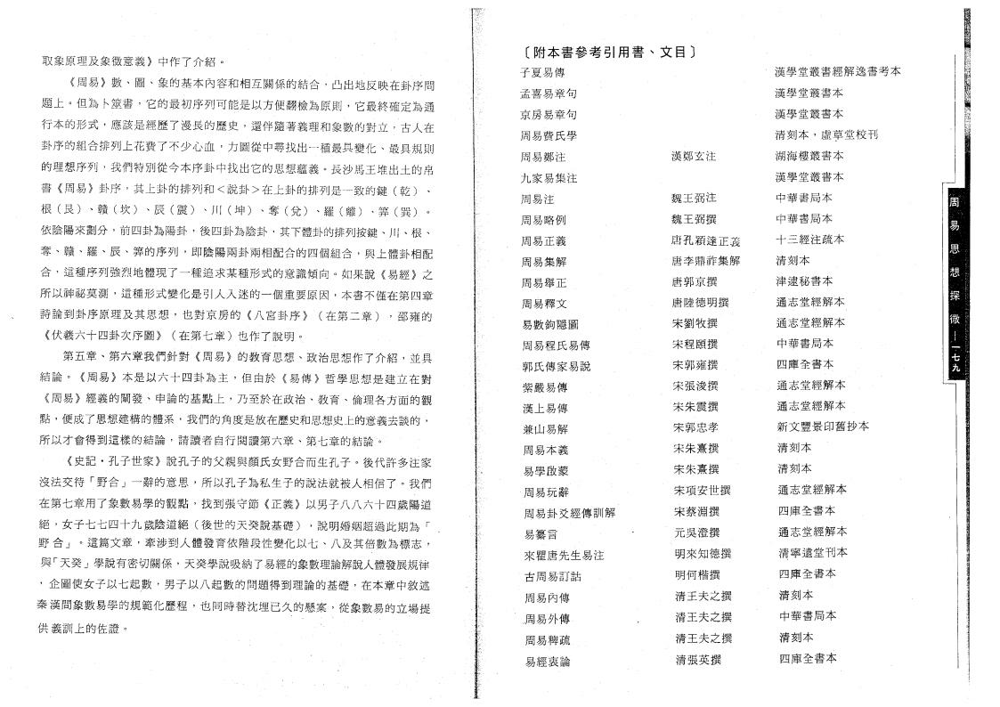 取象原理及象徵意義》中作了介紹。
《周易》數、圖、象的基本內容和相互關係的結合，凸出地反映在卦序問
題上。但為卜筮書，它的最初序列可能是以方便翻檢為原則，它最終確定為通
行本的形式，應該是經歷了漫長的歷史，還伴隨著義理和象數的對立，古人在
卦序的組合排列上花費了不少心血，力圖從中尋找出一種最具變化、最具規則
的理想序列，我們特別從今本序卦中找出它的思想蘊義。長沙馬王堆出土的帛
書《周易》卦序，其上卦的排列和＜說卦＞在上卦的排列是一致的鍵（乾）、
根（艮）、贛（坎）、辰（震）、川（坤）、奪（兌）、羅（離）、筭（巽）。
依陰陽來劃分，前四卦為陽卦，後四卦為陰卦，其下體卦的排列按鍵、川、根、
奪、贛、羅、辰、筭的序列，即陰陽兩卦兩相配合的四個組合，與上體卦相配
合，這種序列強烈地體現了一種追求某種形式的意識傾向。如果說《易經》之
所以神祕莫測，這種形式變化是引人入迷的一個重要原因，本書不僅在第四章
詩論到卦序原理及其思想，也對京房的《八宮卦序》（在第二章），邵雍的
《伏羲六十四卦次序圖》（在第七章）也作了說明。
第五章、第六章我們針對《周易》的教育思想、政治思想作了介紹，並具
結論。《周易》本是以六十四卦為主，但由於《易傳》哲學思想是建立在對
《周易》經義的闡發、申論的基點上，乃至於在政治、教育、倫理各方面的觀
點，便成了思想建構的體系，我們的角度是放在歷史和思想史上的意義去談的，
所以才會得到這樣的結論，請讀者自行閱讀第六章、第七章的結論。
《史記·孔子世家》說孔子的父親與顏氏女野合而生孔子。後代許多注家
沒法交待「野合」一辭的意思，所以孔子為私生子的說法就被人相信了。我們
在第七章用了象數易學的觀點，找到張守節《正義》以男子八八六十四歲陽道
絕，女子七七四十九歲陰道絕（後世的天癸說基礎），說明婚姻超過此期為「
野合」。這篇文章，牽涉到人體發育依階段性變化以七、八及其倍數為標志，
與「天癸」學說有密切關係，天癸學說吸納了易經的象數理論解說人體發展規律
，企圖使女子以七起數，男子以八起數的問題得到理論的基礎，在本章中敘述
秦漢間象數易學的規範化歷程，也同時替沈埋已久的懸案，從象數易的立場提
供義訓上的佐證。
〔附本書參考引用書、文目〕
子夏易傳 漢學堂叢書經解逸書考本
孟喜易章句 漢學堂叢書本
京房易章句 漢學堂叢書本
周易費氏學 清刻本，虛草堂校刊
周易鄭注 漢鄭玄注 湖海樓叢書本
九家易集注 漢學堂叢書本
周易注 魏王弼注 中華書局本
周易略例 魏王弼撰 中華書局本
周易正義 唐孔穎達正義 十三經注疏本
周易集解 唐李鼎祚集解 清刻本
周易舉正 唐郭京撰 津逮秘書本
周易釋文 唐陸德明撰 通志堂經解本
易數鉤隱圖 宋劉牧撰 通志堂經解本
周易程氏易傳 宋程頤撰 中華書局本
郭氏傳家易說 宋郭雍撰 四庫全書本
紫嚴易傳 宋張浚撰 通志堂經解本
漢上易傳 宋朱震撰 通志堂經解本
兼山易解 宋郭忠孝 新文豐景印舊抄本
周易本義 宋朱熹撰 清刻本
易學啟蒙 宋朱熹撰 清刻本
周易玩辭 宋項安世撰 通志堂經解本
周易卦爻經傳訓解 宋蔡淵撰 四庫全書本
易纂言 元吳澄撰 通志堂經解本
來瞿唐先生易注 明來知德撰 清寧遠堂刊本
古周易訂詁 明何楷撰 四庫全書本
周易內傳 清王夫之撰 清刻本
周易外傳 清王夫之撰 中華書局本
周易稗疏 清王夫之撰 清刻本
易經衷論 清張英撰 四庫全書本
周易思想探微—一七九